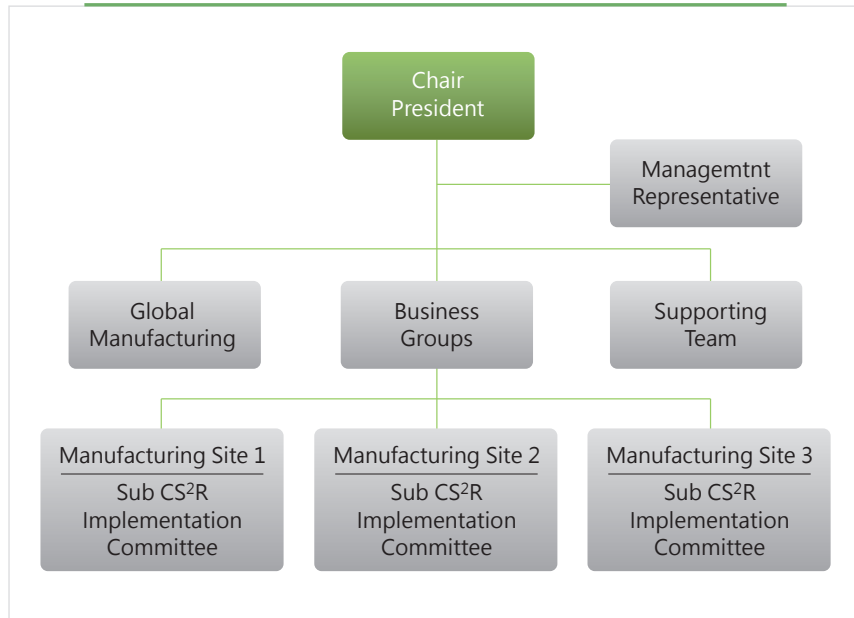 Chair
President
Managemtnt
Representative
Global
Manufacturing
Business
Groups
Supporting
Team
Manufacturing Site 1
Sub CS²R
Implementation
Committee
Manufacturing Site 2
Sub CS²R
Implementation
Committee
Manufacturing Site 3
Sub CS²R
Implementation
Committee